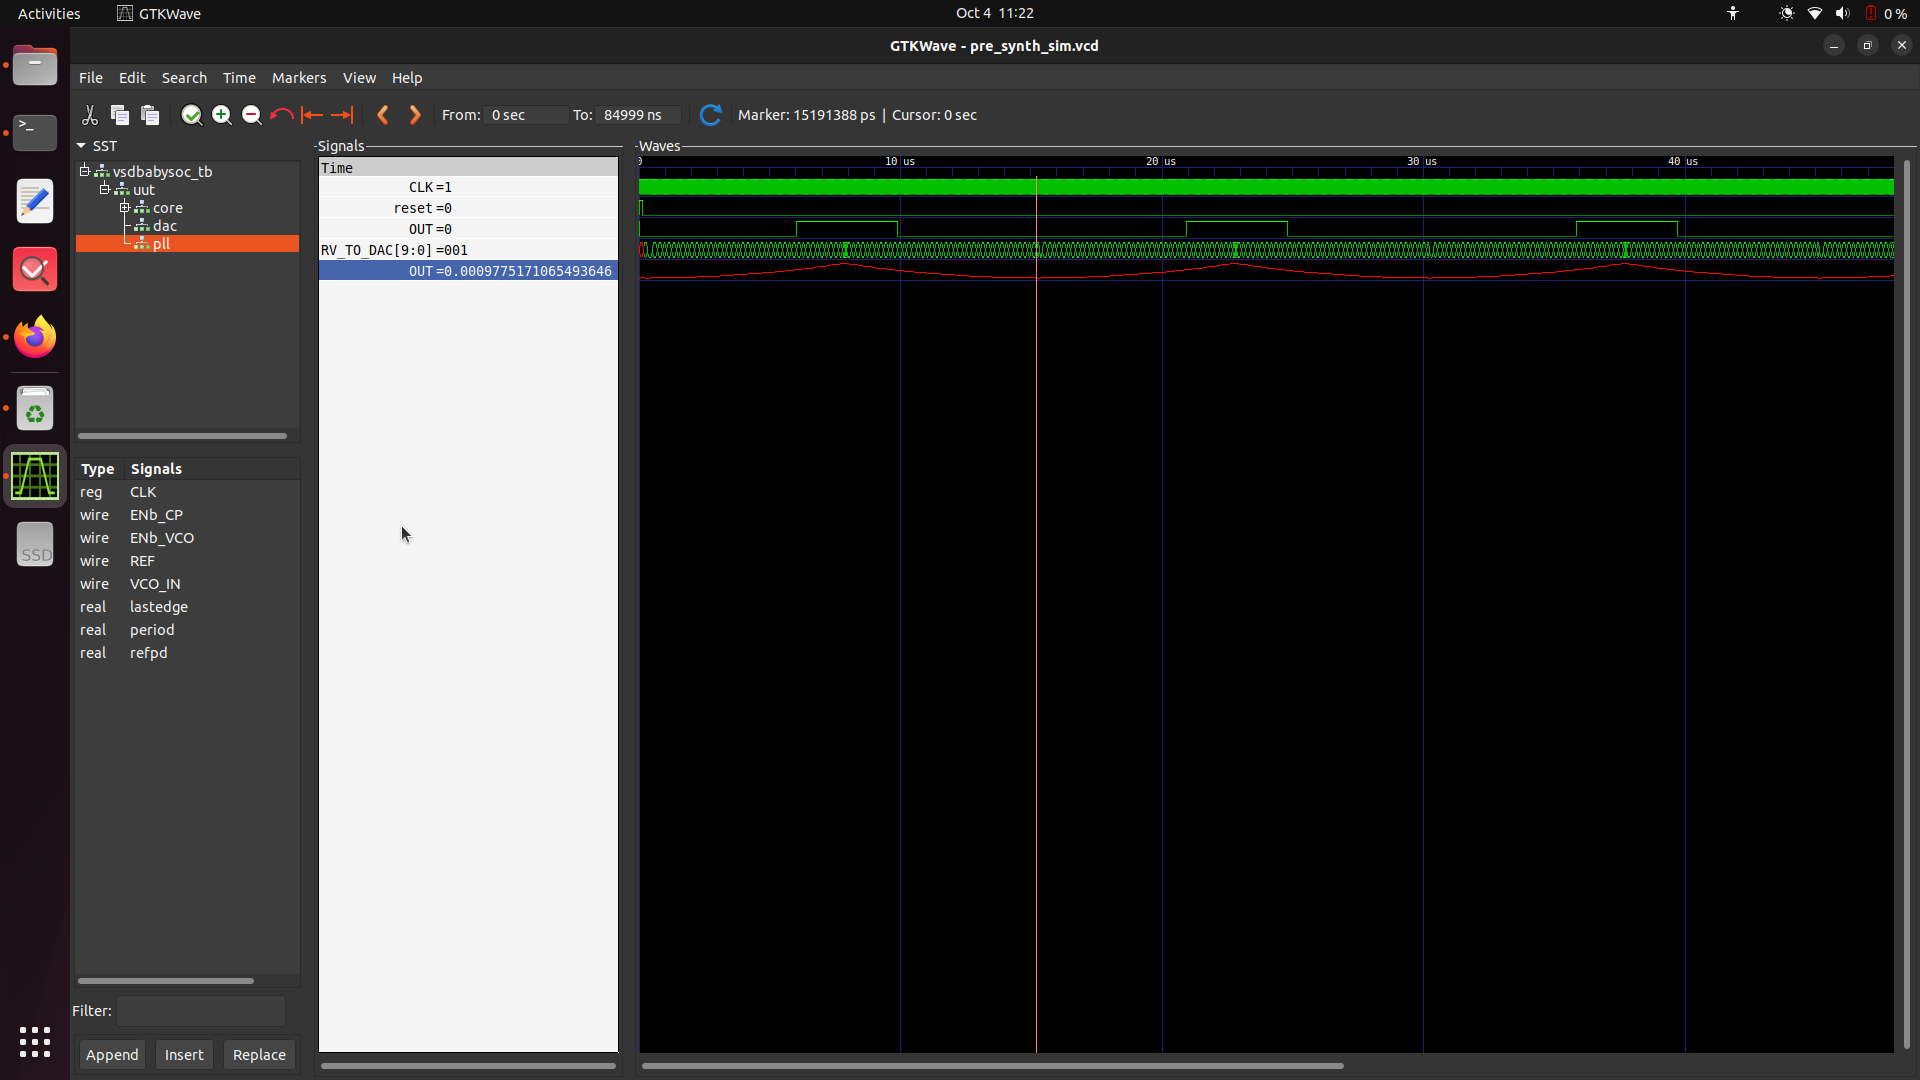 Activities GTKWave Oct 4 11:22 0 %
GTKWave - pre_synth_sim.vcd
File Edit Search Time Markers View Help
From: 0 sec To: 84999 ns Marker: 15191388 ps | Cursor: 0 sec
SST
vsdbabysoc_tb
uut
core
dac
pll
Type Signals
reg CLK
wire ENb_CP
wire ENb_VCO
wire REF
wire VCO_IN
real lastedge
real period
real refpd
Filter:
Append Insert Replace
Signals
Time
CLK =1
reset =0
OUT =0
RV_TO_DAC[9:0] =001
OUT =0.0009775171065493646
Waves
0 10 us 20 us 30 us 40 us
>_
SSD